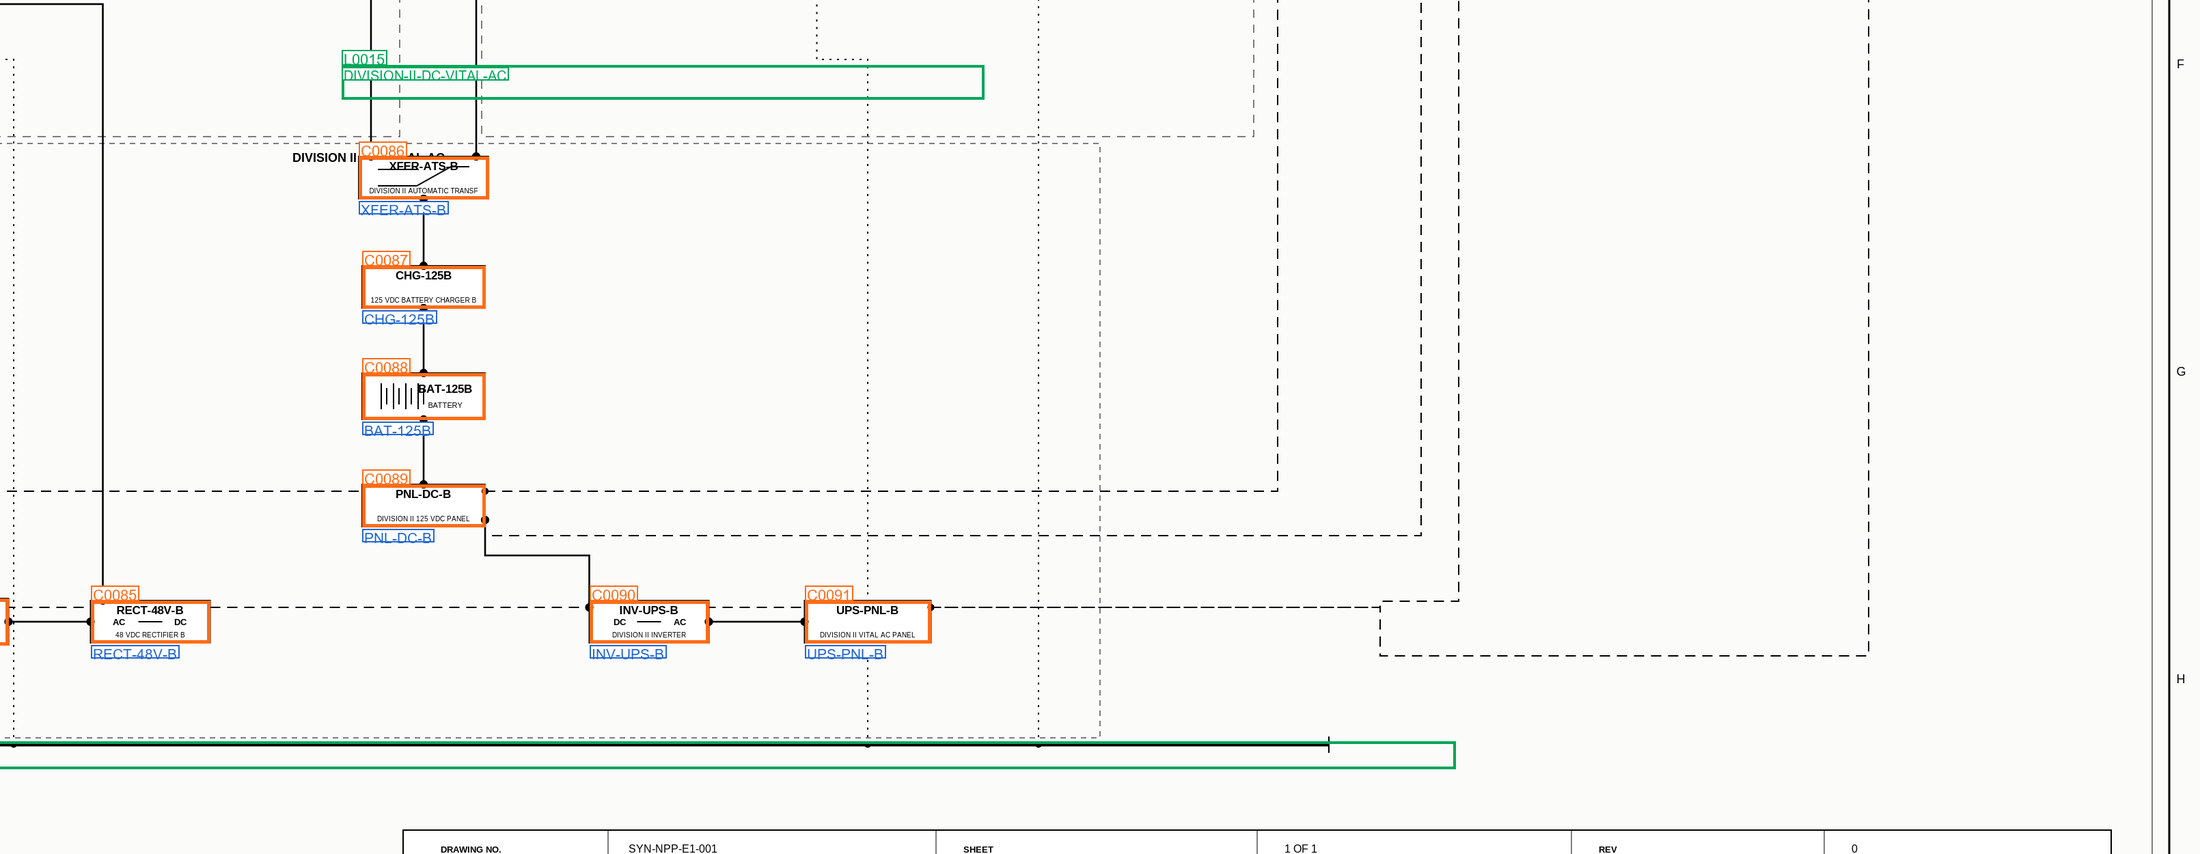 F
L0015
DIVISION-II-DC-VITAL-AC
C0086
DIVISION II
AL AC
XFER-ATS-B
DIVISION II AUTOMATIC TRANSF
XFER-ATS-B
C0087
CHG-125B
125 VDC BATTERY CHARGER B
CHG-125B
C0088
G
BAT-125B
BATTERY
BAT-125B
C0089
PNL-DC-B
DIVISION II 125 VDC PANEL
PNL-DC-B
C0085
RECT-48V-B
AC DC
48 VDC RECTIFIER B
RECT-48V-B
C0090
INV-UPS-B
DC AC
DIVISION II INVERTER
INV-UPS-B
C0091
UPS-PNL-B
DIVISION II VITAL AC PANEL
UPS-PNL-B
H
DRAWING NO. SYN-NPP-E1-001 SHEET 1 OF 1 REV 0